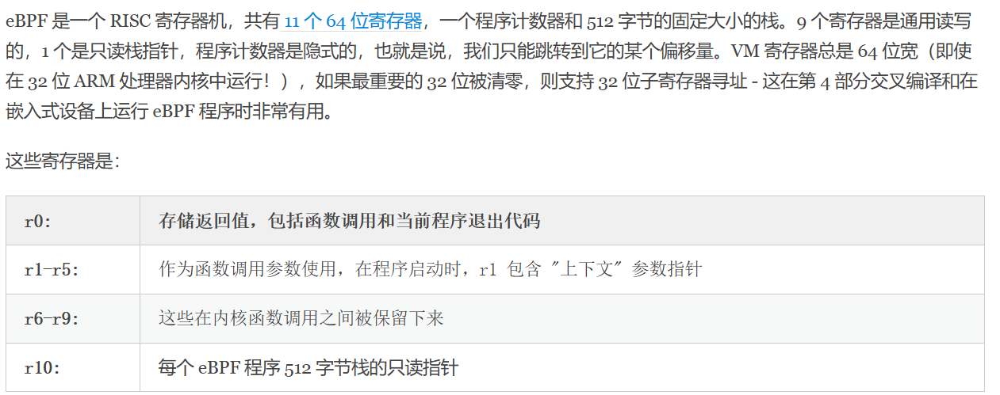 eBPF 是一个 RISC 寄存器机，共有 11 个 64 位寄存器，一个程序计数器和 512 字节的固定大小的栈。9 个寄存器是通用读写
的，1 个是只读栈指针，程序计数器是隐式的，也就是说，我们只能跳转到它的某个偏移量。VM 寄存器总是 64 位宽（即使
在 32 位 ARM 处理器内核中运行！），如果最重要的 32 位被清零，则支持 32 位子寄存器寻址 - 这在第 4 部分交叉编译和在
嵌入式设备上运行 eBPF 程序时非常有用。
这些寄存器是：
r0: 存储返回值，包括函数调用和当前程序退出代码
r1-r5: 作为函数调用参数使用，在程序启动时，r1 包含 "上下文" 参数指针
r6-r9: 这些在内核函数调用之间被保留下来
r10: 每个 eBPF 程序 512 字节栈的只读指针